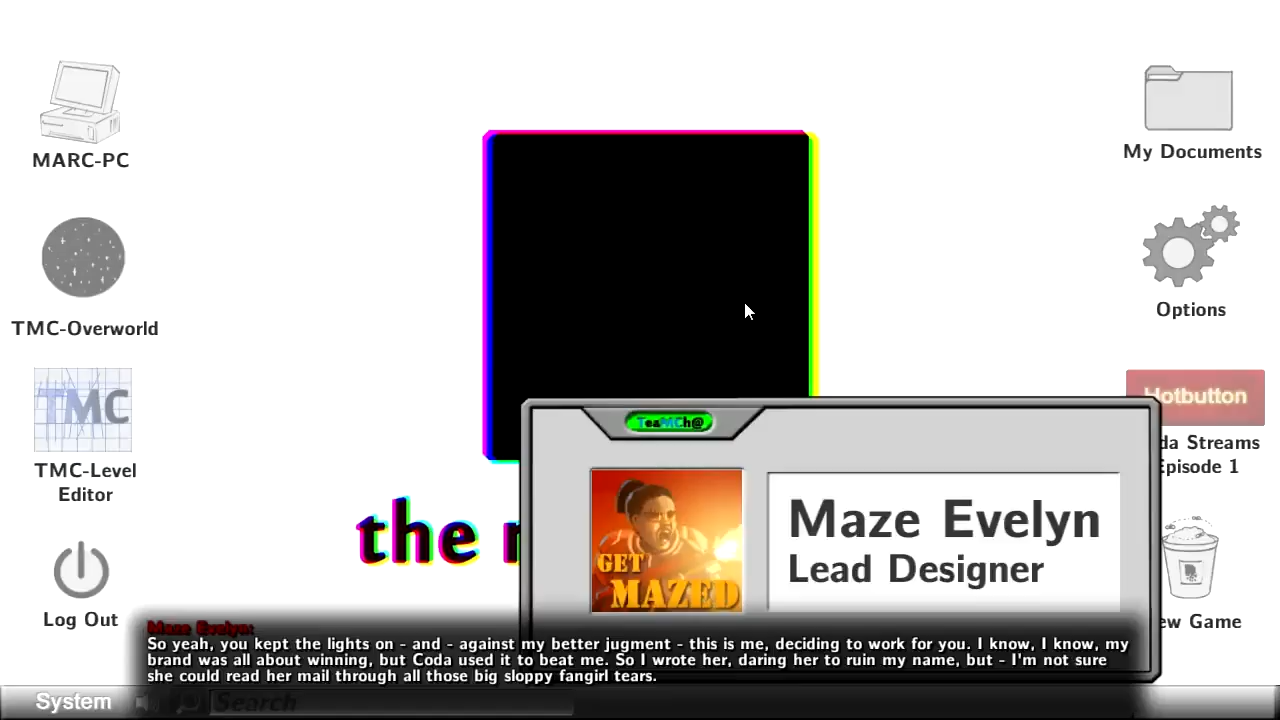 MARC-PC
TMC-Overworld
TMC
TMC-Level
Editor
Log Out
My Documents
Options
Hotbutton
da Streams
Episode 1
ew Game
the
TeaMCh@
GET
MAZED
Maze Evelyn
Lead Designer
Maze Evelyn:
So yeah, you kept the lights on - and - against my better jugment - this is me, deciding to work for you. I know, I know, my
brand was all about winning, but Coda used it to beat me. So I wrote her, daring her to ruin my name, but - I'm not sure
she could read her mail through all those big sloppy fangirl tears.
System
Search